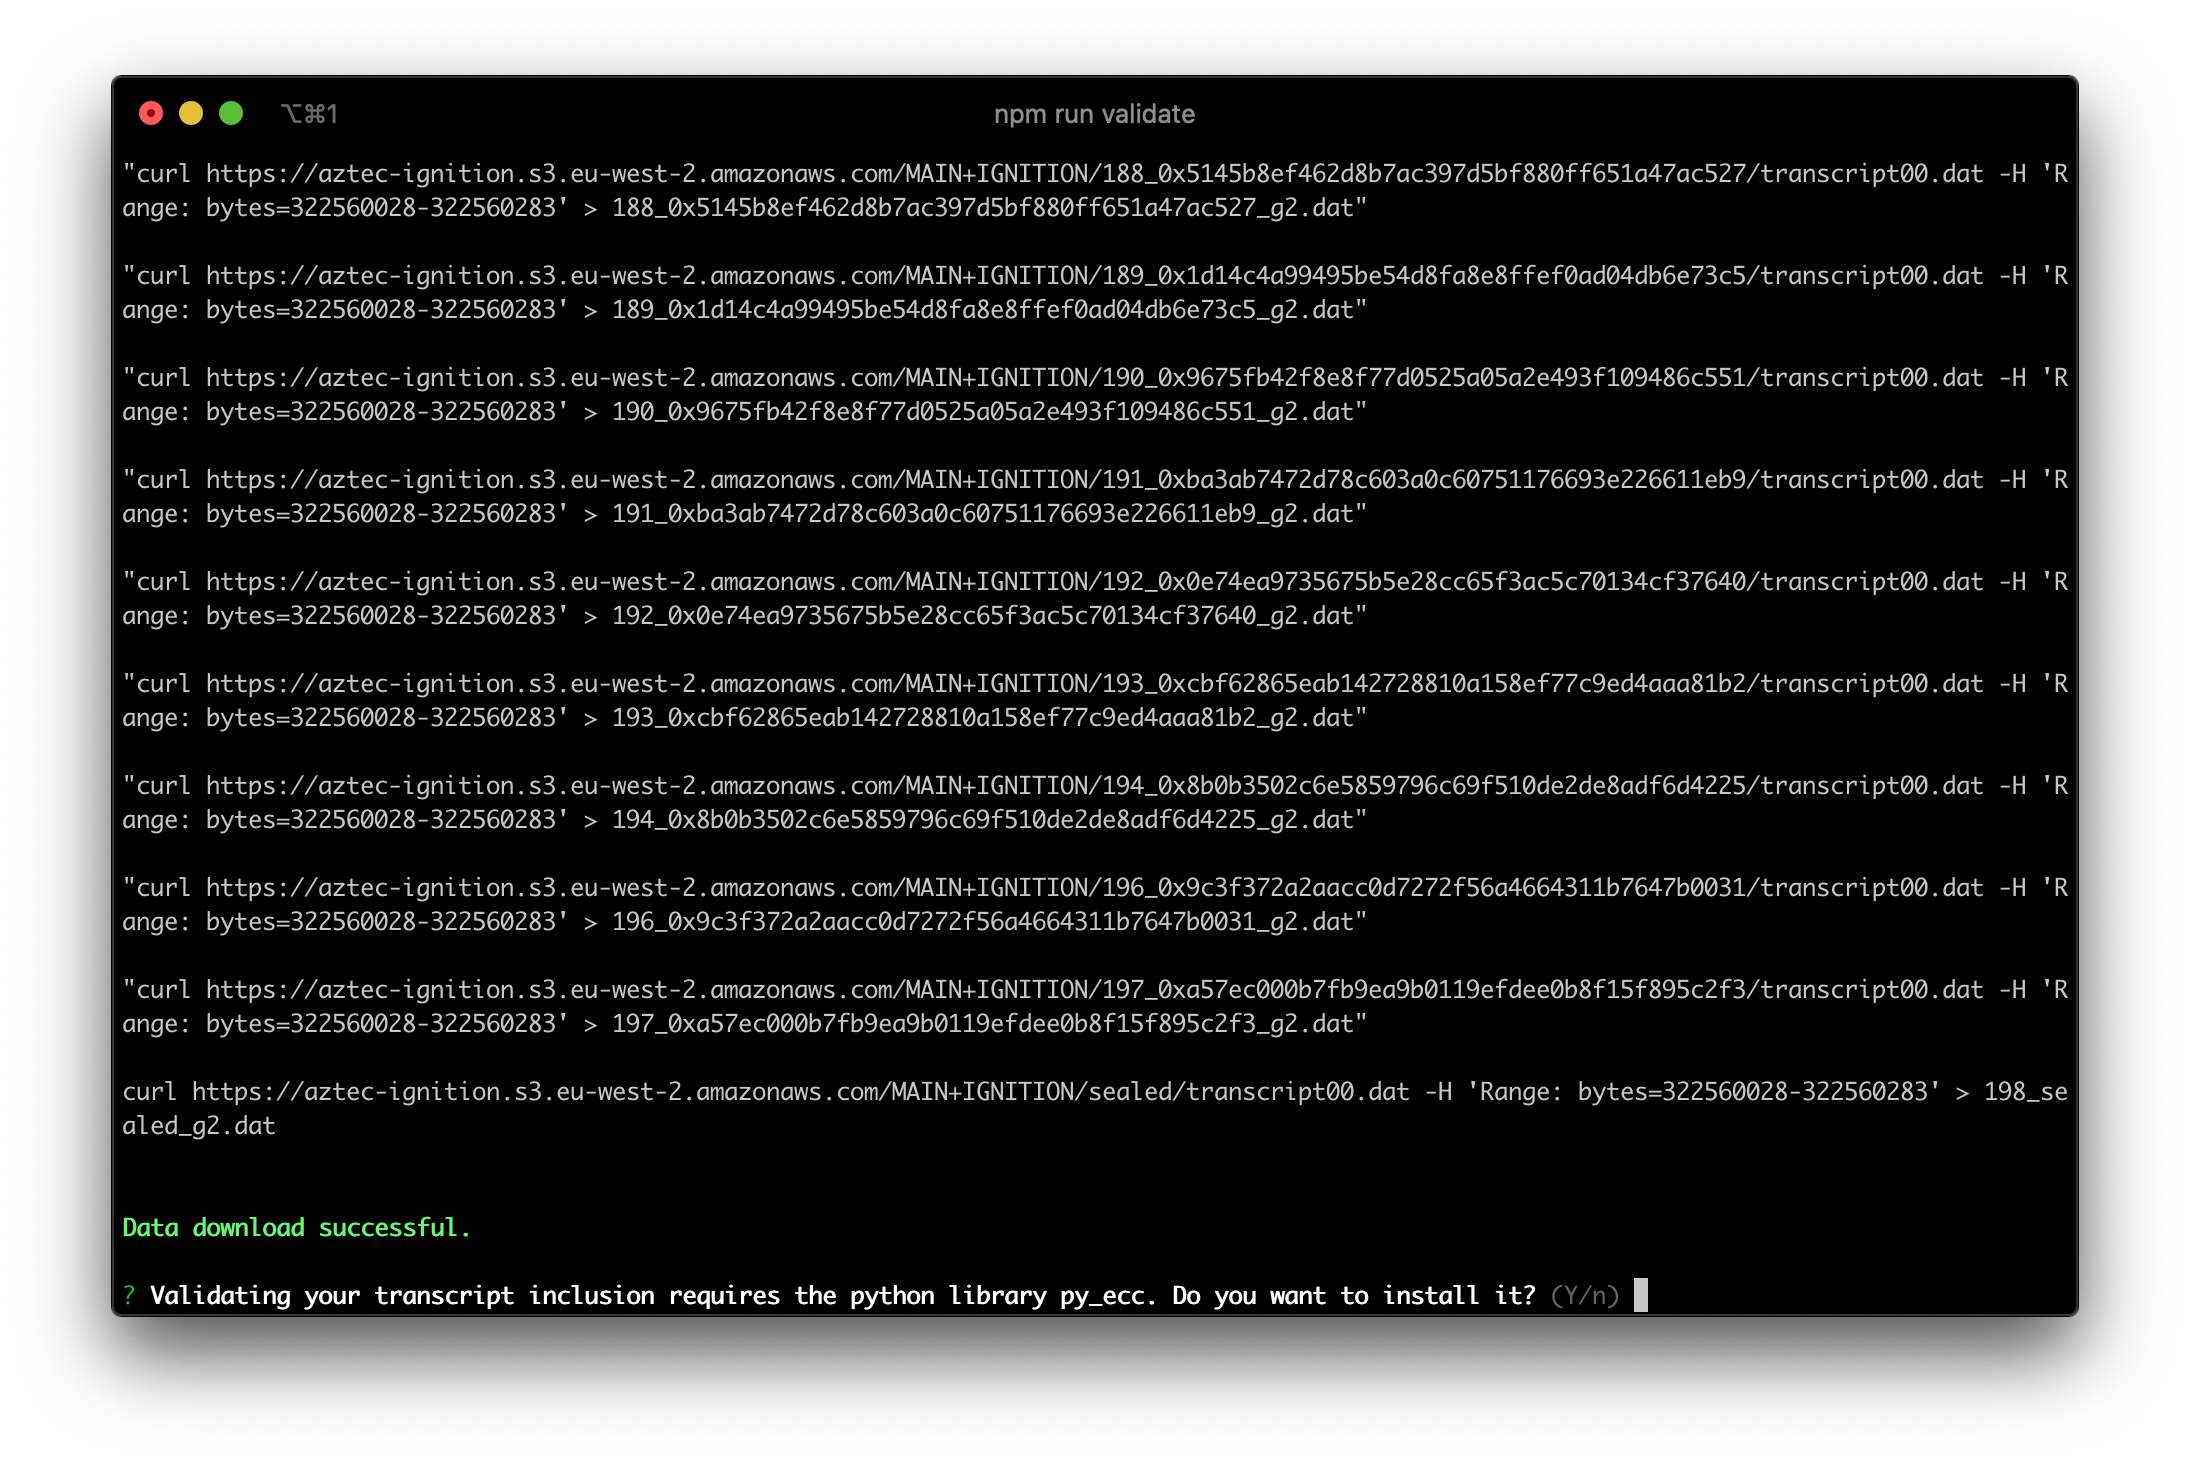 ⌥⌘1
npm run validate
"curl https://aztec-ignition.s3.eu-west-2.amazonaws.com/MAIN+IGNITION/188_0x5145b8ef462d8b7ac397d5bf880ff651a47ac527/transcript00.dat -H 'R
ange: bytes=322560028-322560283' > 188_0x5145b8ef462d8b7ac397d5bf880ff651a47ac527_g2.dat"
"curl https://aztec-ignition.s3.eu-west-2.amazonaws.com/MAIN+IGNITION/189_0x1d14c4a99495be54d8fa8e8ffef0ad04db6e73c5/transcript00.dat -H 'R
ange: bytes=322560028-322560283' > 189_0x1d14c4a99495be54d8fa8e8ffef0ad04db6e73c5_g2.dat"
"curl https://aztec-ignition.s3.eu-west-2.amazonaws.com/MAIN+IGNITION/190_0x9675fb42f8e8f77d0525a05a2e493f109486c551/transcript00.dat -H 'R
ange: bytes=322560028-322560283' > 190_0x9675fb42f8e8f77d0525a05a2e493f109486c551_g2.dat"
"curl https://aztec-ignition.s3.eu-west-2.amazonaws.com/MAIN+IGNITION/191_0xba3ab7472d78c603a0c60751176693e226611eb9/transcript00.dat -H 'R
ange: bytes=322560028-322560283' > 191_0xba3ab7472d78c603a0c60751176693e226611eb9_g2.dat"
"curl https://aztec-ignition.s3.eu-west-2.amazonaws.com/MAIN+IGNITION/192_0x0e74ea9735675b5e28cc65f3ac5c70134cf37640/transcript00.dat -H 'R
ange: bytes=322560028-322560283' > 192_0x0e74ea9735675b5e28cc65f3ac5c70134cf37640_g2.dat"
"curl https://aztec-ignition.s3.eu-west-2.amazonaws.com/MAIN+IGNITION/193_0xcbf62865eab142728810a158ef77c9ed4aaa81b2/transcript00.dat -H 'R
ange: bytes=322560028-322560283' > 193_0xcbf62865eab142728810a158ef77c9ed4aaa81b2_g2.dat"
"curl https://aztec-ignition.s3.eu-west-2.amazonaws.com/MAIN+IGNITION/194_0x8b0b3502c6e5859796c69f510de2de8adf6d4225/transcript00.dat -H 'R
ange: bytes=322560028-322560283' > 194_0x8b0b3502c6e5859796c69f510de2de8adf6d4225_g2.dat"
"curl https://aztec-ignition.s3.eu-west-2.amazonaws.com/MAIN+IGNITION/196_0x9c3f372a2aacc0d7272f56a4664311b7647b0031/transcript00.dat -H 'R
ange: bytes=322560028-322560283' > 196_0x9c3f372a2aacc0d7272f56a4664311b7647b0031_g2.dat"
"curl https://aztec-ignition.s3.eu-west-2.amazonaws.com/MAIN+IGNITION/197_0xa57ec000b7fb9ea9b0119efdee0b8f15f895c2f3/transcript00.dat -H 'R
ange: bytes=322560028-322560283' > 197_0xa57ec000b7fb9ea9b0119efdee0b8f15f895c2f3_g2.dat"
curl https://aztec-ignition.s3.eu-west-2.amazonaws.com/MAIN+IGNITION/sealed/transcript00.dat -H 'Range: bytes=322560028-322560283' > 198_se
aled_g2.dat
Data download successful.
? Validating your transcript inclusion requires the python library py_ecc. Do you want to install it? (Y/n)